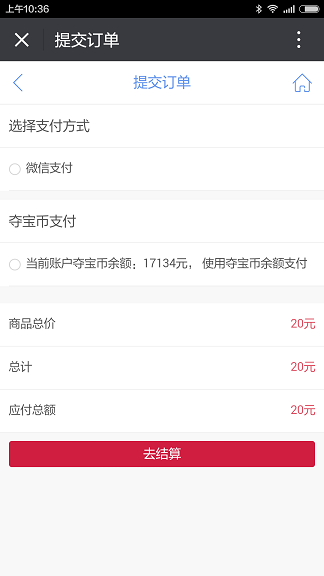 上午10:36
提交订单
提交订单
选择支付方式
微信支付
夺宝币支付
当前账户夺宝币余额：17134元， 使用夺宝币余额支付
商品总价 20元
总计 20元
应付总额 20元
去结算